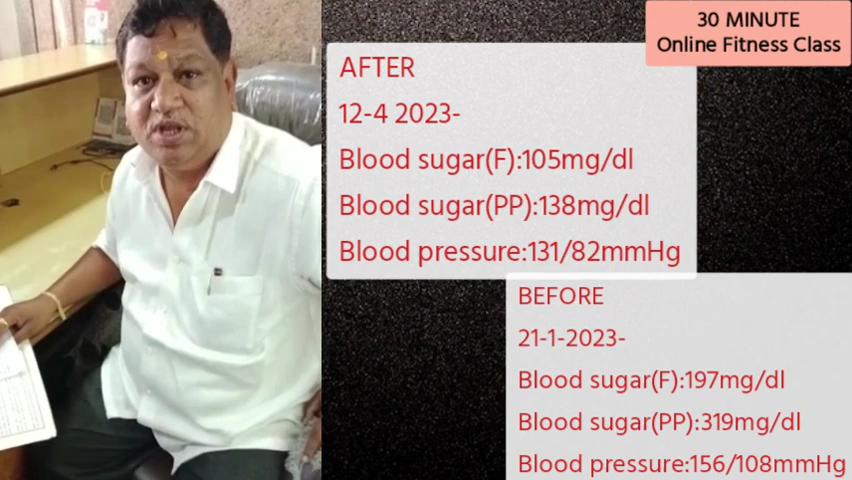 30 MINUTE
Online Fitness Class
AFTER
12-4 2023-
Blood sugar(F):105mg/dl
Blood sugar(PP):138mg/dl
Blood pressure:131/82mmHg
BEFORE
21-1-2023-
Blood sugar(F):197mg/dl
Blood sugar(PP):319mg/dl
Blood pressure:156/108mmHg